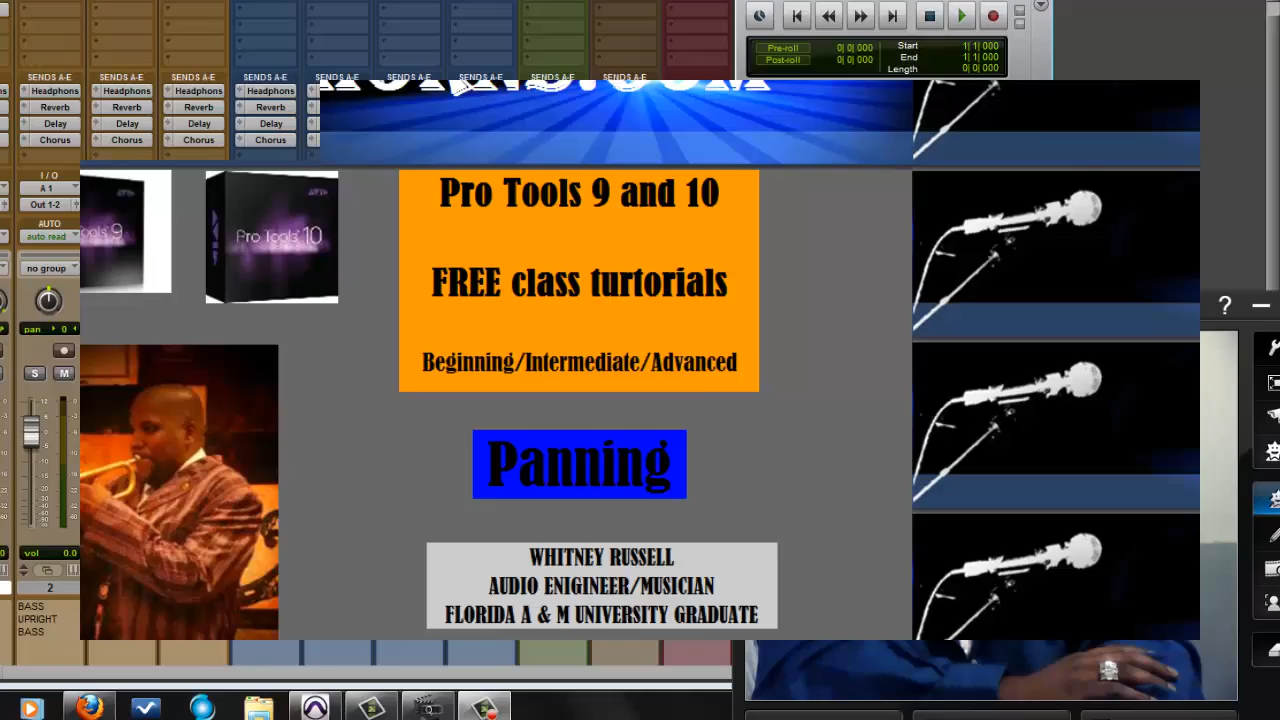 SENDS A-E SENDS A-E SENDS A-E SENDS A-E SENDS A-E SENDS A-E SENDS A-E SENDS A-E SENDS A-E
Headphons Headphons Headphons Headphons
Reverb Reverb Reverb Reverb
Delay Delay Delay Delay
Chorus Chorus Chorus Chorus
Pre-roll 0| 0| 000 Start 1| 1| 000
Post-roll 0| 0| 000 End 1| 1| 000
Length 0| 0| 000
I / O
A 1
Out 1-2
AUTO
auto read
no group
pan 0
S M
vol 0.0
2
BASS
UPRIGHT
BASS
ools 9
AVID
Pro Tools 10
Pro Tools 9 and 10
FREE class turtorials
Beginning/Intermediate/Advanced
Panning
WHITNEY RUSSELL
AUDIO ENIGINEER/MUSICIAN
FLORIDA A & M UNIVERSITY GRADUATE
?